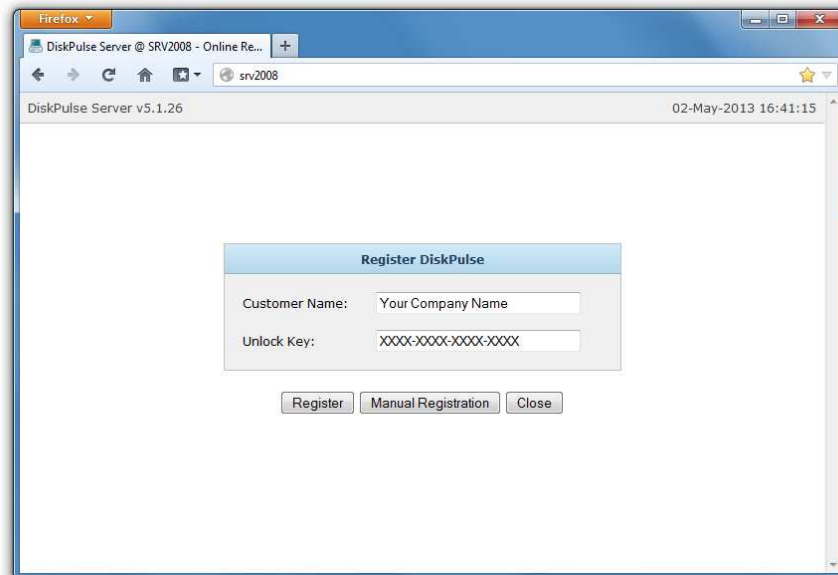 Firefox
DiskPulse Server @ SRV2008 - Online Re...
srv2008
DiskPulse Server v5.1.26 02-May-2013 16:41:15
Register DiskPulse
Customer Name: Your Company Name
Unlock Key: XXXX-XXXX-XXXX-XXXX
Register Manual Registration Close